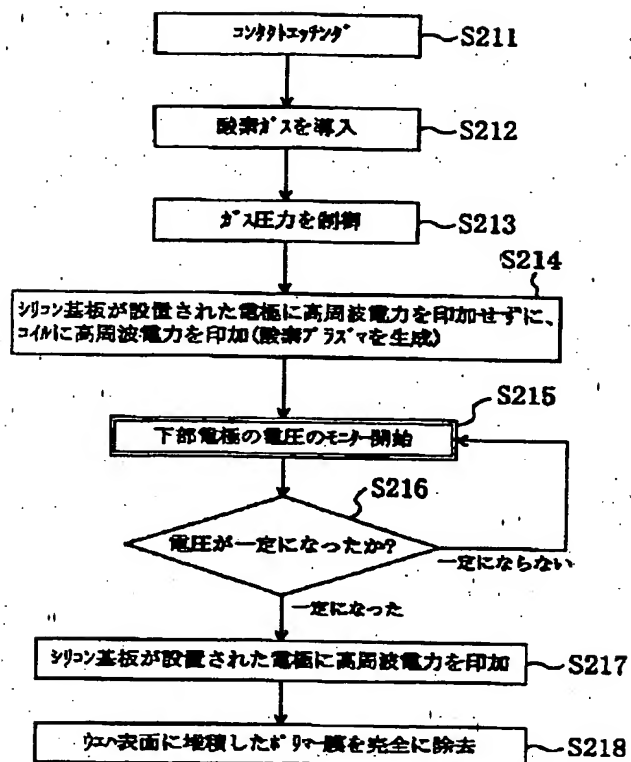 コンタクトエッチング
S211
酸素ガスを導入
S212
ガス圧力を制御
S213
S214
シリコン基板が設置された電極に高周波電力を印加せずに、
コイルに高周波電力を印加(酸素プラズマを生成)
S215
下部電極の電圧のモニター開始
S216
電圧が一定になったか?
一定にならない
一定になった
シリコン基板が設置された電極に高周波電力を印加
S217
ウエハ表面に堆積したポリマー膜を完全に除去
S218